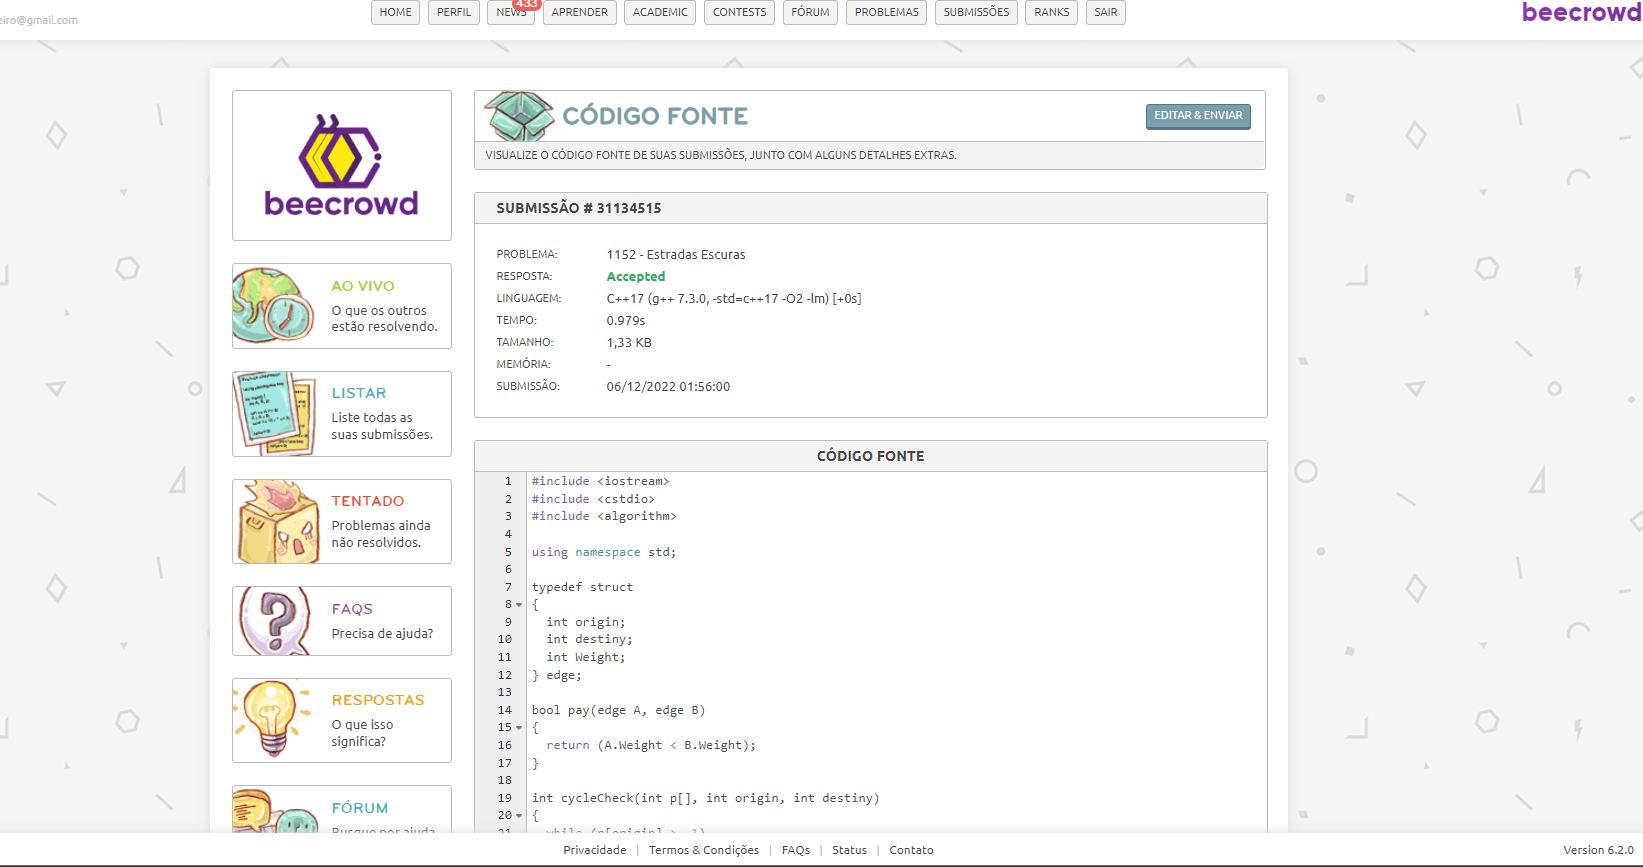 eiro@gmail.com
HOME PERFIL NEWS 433 APRENDER ACADEMIC CONTESTS FÓRUM PROBLEMAS SUBMISSÕES RANKS SAIR
beecrowd
beecrowd
AO VIVO
O que os outros
estão resolvendo.
LISTAR
Liste todas as
suas submissões.
TENTADO
Problemas ainda
não resolvidos.
FAQS
Precisa de ajuda?
RESPOSTAS
O que isso
significa?
FÓRUM
Busque por ajuda
CÓDIGO FONTE
EDITAR & ENVIAR
VISUALIZE O CÓDIGO FONTE DE SUAS SUBMISSÕES, JUNTO COM ALGUNS DETALHES EXTRAS.
SUBMISSÃO # 31134515
PROBLEMA: 1152 - Estradas Escuras
RESPOSTA: Accepted
LINGUAGEM: C++17 (g++ 7.3.0, -std=c++17 -O2 -lm) [+0s]
TEMPO: 0.979s
TAMANHO: 1,33 KB
MEMÓRIA: -
SUBMISSÃO: 06/12/2022 01:56:00
CÓDIGO FONTE
1 #include <iostream>
2 #include <cstdio>
3 #include <algorithm>
4
5 using namespace std;
6
7 typedef struct
8 {
9 int origin;
10 int destiny;
11 int Weight;
12 } edge;
13
14 bool pay(edge A, edge B)
15 {
16 return (A.Weight < B.Weight);
17 }
18
19 int cycleCheck(int p[], int origin, int destiny)
20 {
21 while (p[origin] > -1)
Privacidade | Termos & Condições | FAQs | Status | Contato
Version 6.2.0